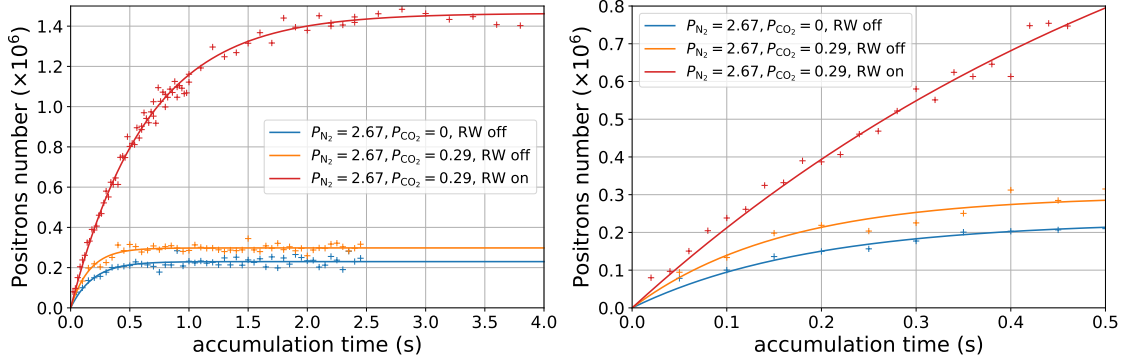 Positrons number (×10⁶)
1.4
1.2
1.0
0.8
0.6
0.4
0.2
0.0
P_N₂ = 2.67, P_CO₂ = 0, RW off
P_N₂ = 2.67, P_CO₂ = 0.29, RW off
P_N₂ = 2.67, P_CO₂ = 0.29, RW on
0.0 0.5 1.0 1.5 2.0 2.5 3.0 3.5 4.0
accumulation time (s)
Positrons number (×10⁶)
0.8
0.7
0.6
0.5
0.4
0.3
0.2
0.1
0.0
P_N₂ = 2.67, P_CO₂ = 0, RW off
P_N₂ = 2.67, P_CO₂ = 0.29, RW off
P_N₂ = 2.67, P_CO₂ = 0.29, RW on
0.0 0.1 0.2 0.3 0.4 0.5
accumulation time (s)